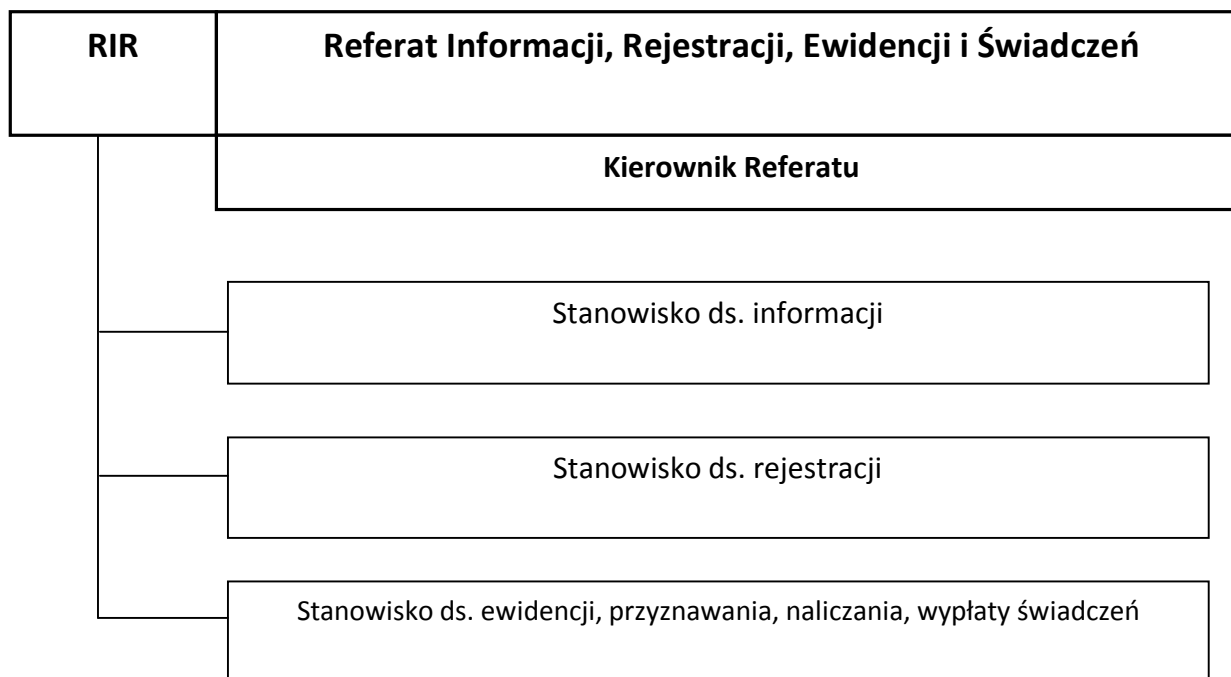 RIR
Referat Informacji, Rejestracji, Ewidencji i Świadczeń
Kierownik Referatu
Stanowisko ds. informacji
Stanowisko ds. rejestracji
Stanowisko ds. ewidencji, przyznawania, naliczania, wypłaty świadczeń